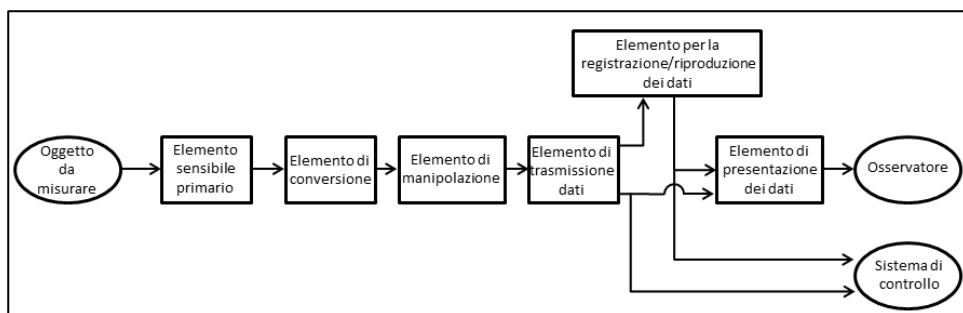 Oggetto
da
misurare
Elemento
sensibile
primario
Elemento di
conversione
Elemento di
manipolazione
Elemento di
trasmissione
dati
Elemento per la
registrazione/riproduzione
dei dati
Elemento di
presentazione
dei dati
Osservatore
Sistema di
controllo